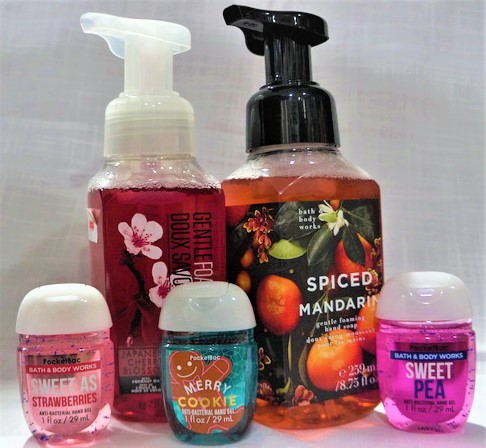 GENTLE FOA
DOUX SAVO
JAPANESE
CHERRY
BLOSSOM
bath &
body
works
SPICED
MANDARIN
gentle foaming
hand soap
℮ 259 ml
/8.75 fl o
PocketBac
BATH & BODY WORKS
SWEET AS
STRAWBERRIES
ANTI-BACTERIAL HAND GEL
1 fl oz / 29 mL
PocketBac
MERRY
COOKIE
ANTI-BACTERIAL HAND GEL
1 fl oz / 29 mL
PocketBac
BATH & BODY WORKS
SWEET
PEA
ANTI-BACTERIAL HAND GEL
1 fl oz / 29 mL